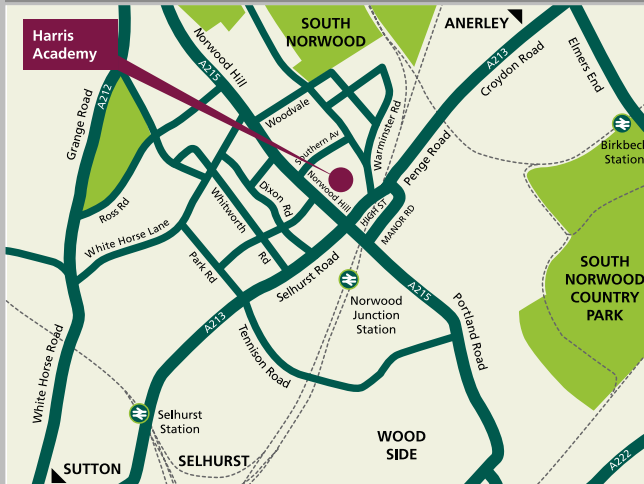 Harris
Academy
SOUTH
NORWOOD
ANERLEY
Norwood Hill
A215
A213
Croydon Road
Elmers End
A212
Grange Road
Woodvale
Southern Av
Warminster Rd
Penge Road
Birkbeck
Station
Norwood Hill
HIGH ST
MANOR RD
Dixon Rd
Whitworth
Rd
Ross Rd
White Horse Lane
Park Rd
Selhurst Road
SOUTH
NORWOOD
COUNTRY
PARK
A215
Norwood
Junction
Station
Portland Road
A213
Tennison Road
White Horse Road
Selhurst
Station
WOOD
SIDE
SELHURST
SUTTON
A222